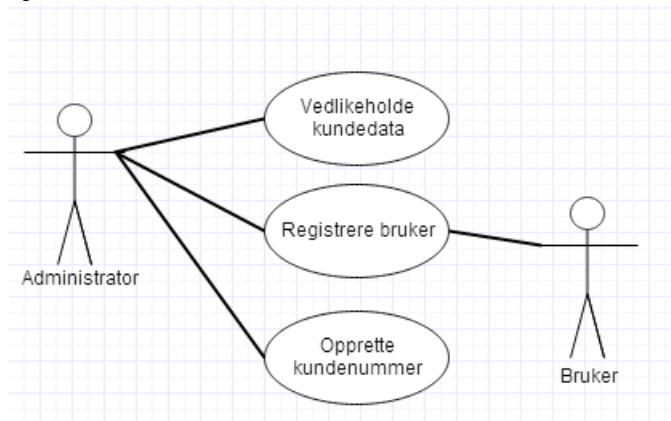 Vedlikeholde
kundedata
Registrere bruker
Administrator
Opprette
kundenummer
Bruker